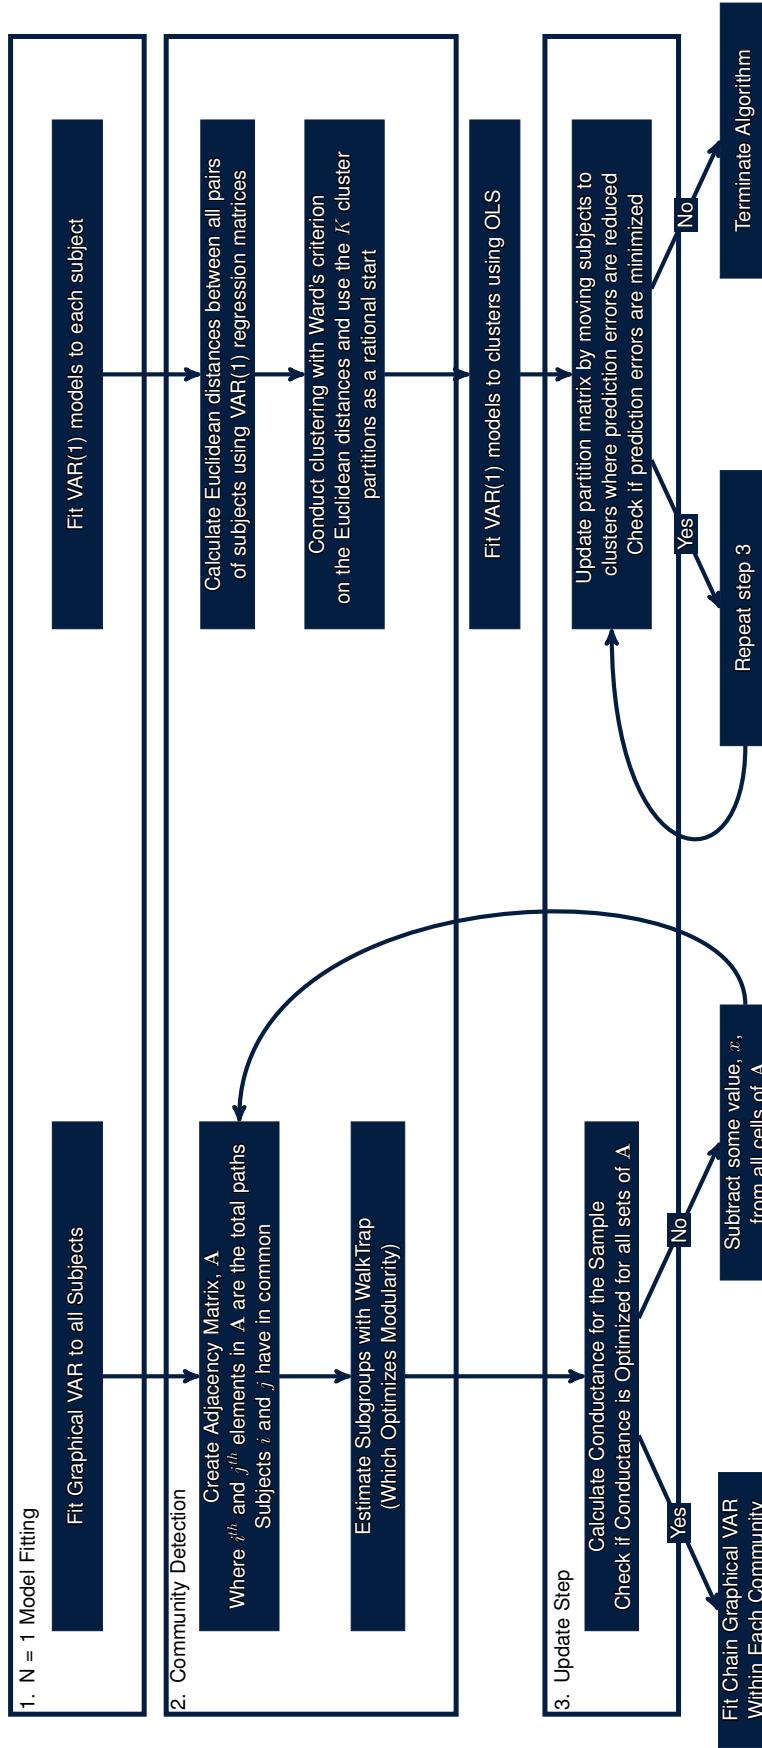 1. N = 1 Model Fitting
Fit Graphical VAR to all Subjects
Fit VAR(1) models to each subject
2. Community Detection
Create Adjacency Matrix, A
Where i^{th} and j^{th} elements in A are the total paths
Subjects i and j have in common
Estimate Subgroups with WalkTrap
(Which Optimizes Modularity)
Calculate Euclidean distances between all pairs
of subjects using VAR(1) regression matrices
Conduct clustering with Ward's criterion
on the Euclidean distances and use the K cluster
partitions as a rational start
Fit VAR(1) models to clusters using OLS
3. Update Step
Calculate Conductance for the Sample
Check if Conductance is Optimized for all sets of A
Yes
No
Fit Chain Graphical VAR
Within Each Community
Subtract some value, x,
from all cells of A
Update partition matrix by moving subjects to
clusters where prediction errors are reduced
Check if prediction errors are minimized
Yes
No
Repeat step 3
Terminate Algorithm